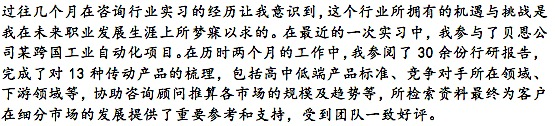 过往几个月在咨询行业实习的经历让我意识到，这个行业所拥有的机遇与挑战是
我在未来职业发展生涯上所梦寐以求的。在最近的一次实习中，我参与了贝恩公
司某跨国工业自动化项目。在历时两个月的工作中，我参阅了 30 余份行研报告，
完成了对 13 种传动产品的梳理，包括高中低端产品标准、竞争对手所在领域、
下游领域等，协助咨询顾问推算各市场的规模及趋势等，所检索资料最终为客户
在细分市场的发展提供了重要参考和支持，受到团队一致好评。